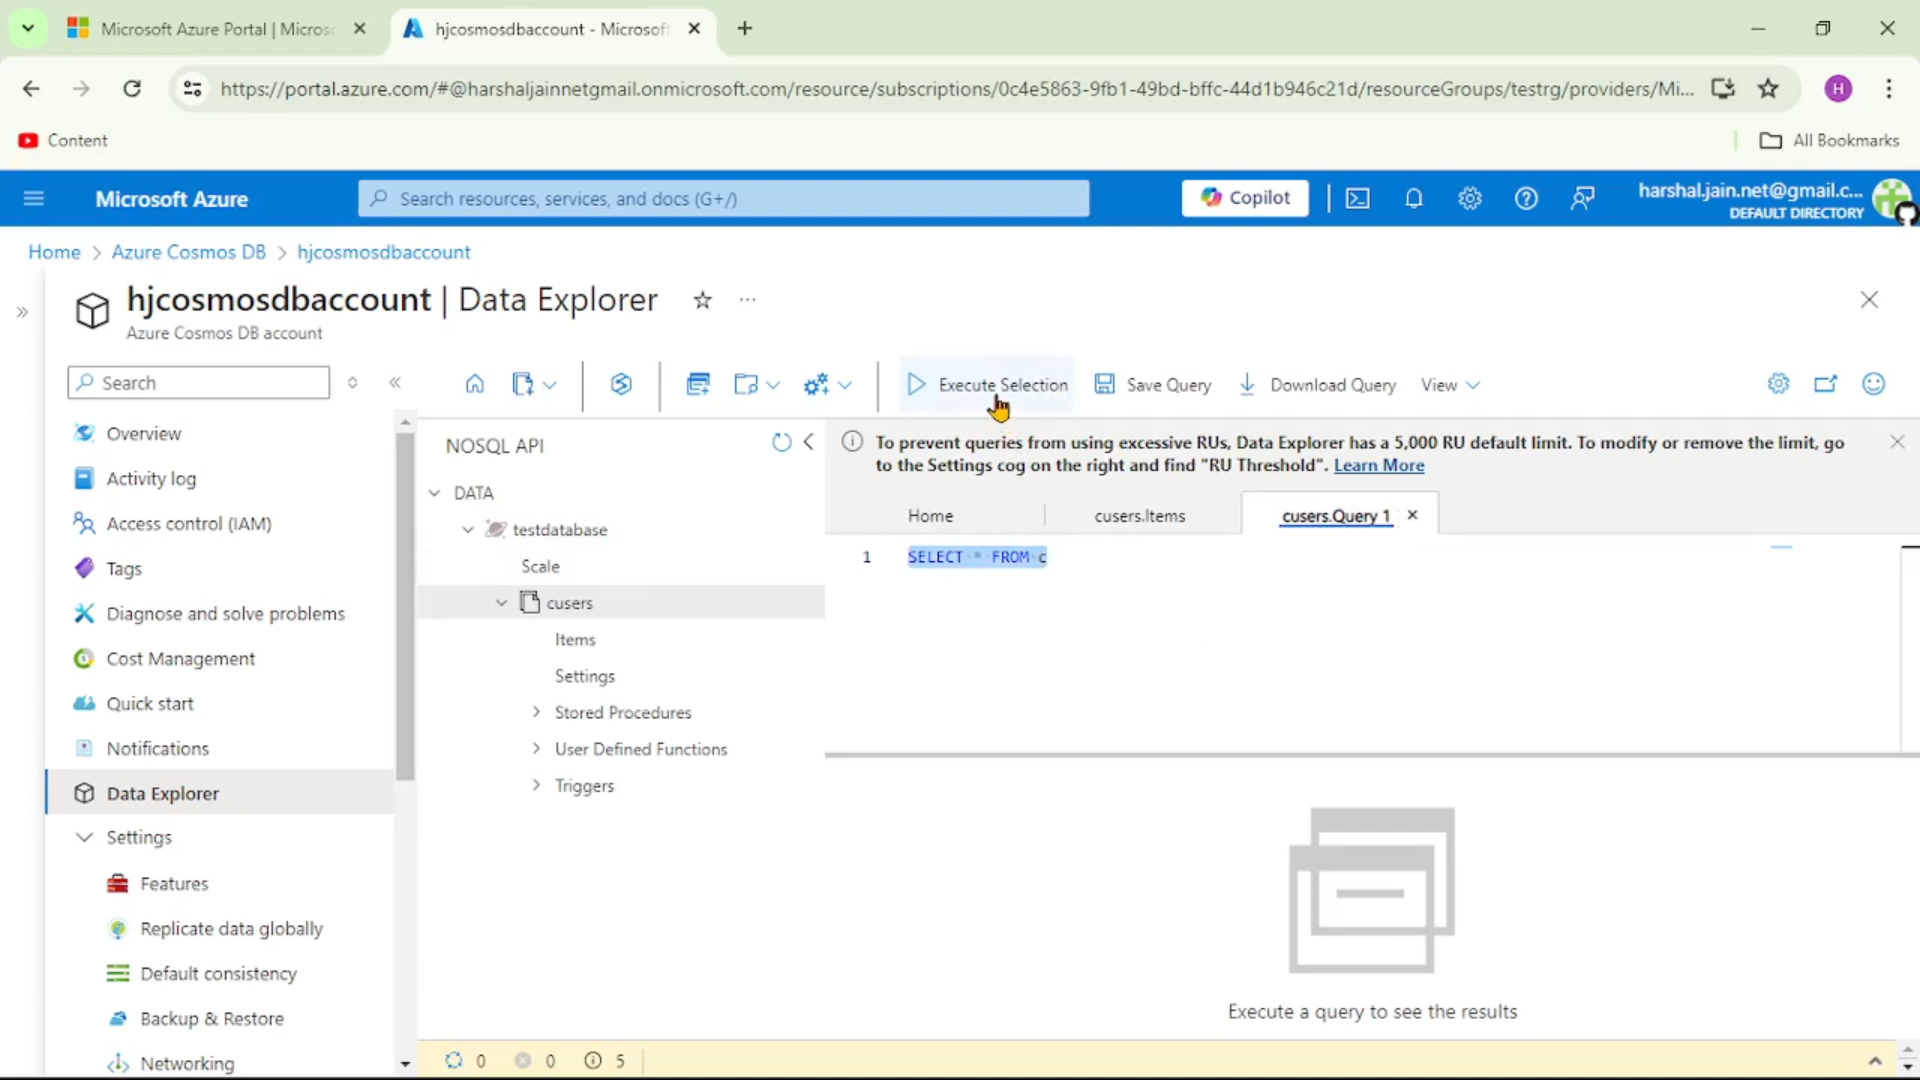 Microsoft Azure Portal | Micros
hjcosmosdbaccount - Microsof
https://portal.azure.com/#@harshaljainnetgmail.onmicrosoft.com/resource/subscriptions/0c4e5863-9fb1-49bd-bffc-44d1b946c21d/resourceGroups/testrg/providers/Mi...
H
Content
All Bookmarks
Microsoft Azure
Search resources, services, and docs (G+/)
Copilot
harshal.jain.net@gmail.c...
DEFAULT DIRECTORY
Home > Azure Cosmos DB > hjcosmosdbaccount
hjcosmosdbaccount | Data Explorer
Azure Cosmos DB account
Search
Execute Selection
Save Query
Download Query
View
Overview
Activity log
Access control (IAM)
Tags
Diagnose and solve problems
Cost Management
Quick start
Notifications
Data Explorer
Settings
Features
Replicate data globally
Default consistency
Backup & Restore
Networking
NOSQL API
DATA
testdatabase
Scale
cusers
Items
Settings
Stored Procedures
User Defined Functions
Triggers
To prevent queries from using excessive RUs, Data Explorer has a 5,000 RU default limit. To modify or remove the limit, go
to the Settings cog on the right and find "RU Threshold". Learn More
Home
cusers.Items
cusers.Query 1
1 SELECT * FROM c
Execute a query to see the results
0 0 5